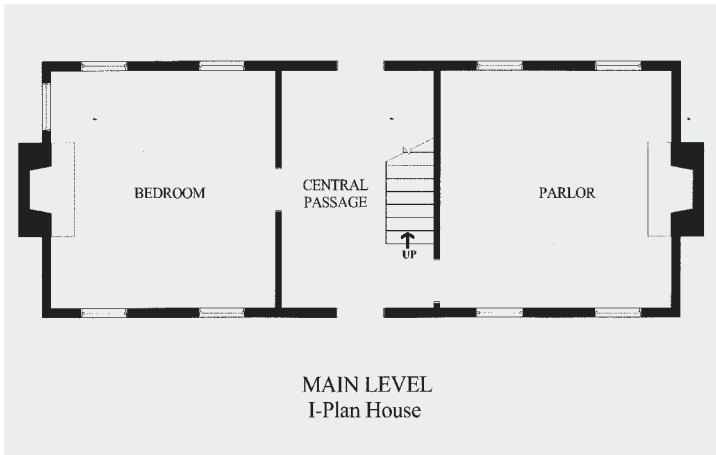 BEDROOM
CENTRAL
PASSAGE
PARLOR
UP
MAIN LEVEL
I-Plan House